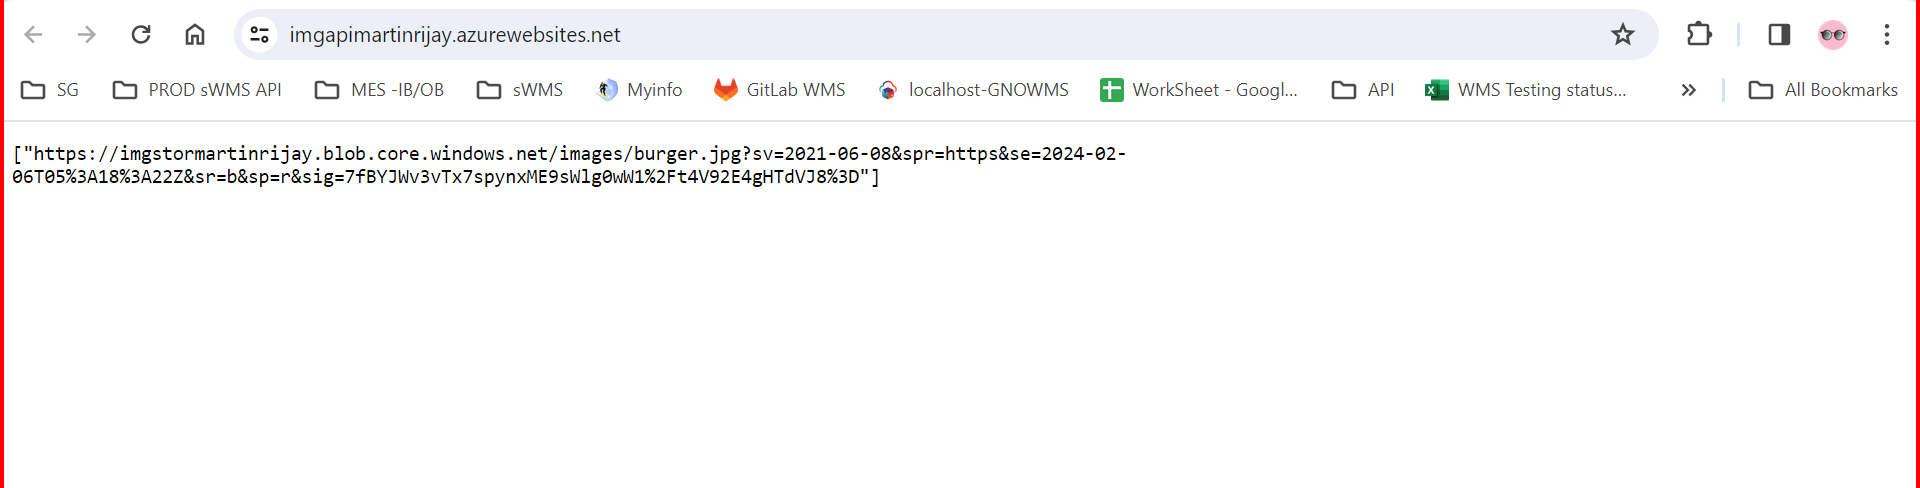 imgapimartinrijay.azurewebsites.net
SG PROD sWMS API MES -IB/OB sWMS Myinfo GitLab WMS localhost-GNOWMS WorkSheet - Googl... API WMS Testing status... » All Bookmarks
["https://imgstormartinrijay.blob.core.windows.net/images/burger.jpg?sv=2021-06-08&spr=https&se=2024-02-
06T05%3A18%3A22Z&sr=b&sp=r&sig=7fBYJWv3vTx7spynxME9sWlg0wW1%2Ft4V92E4gHTdVJ8%3D"]